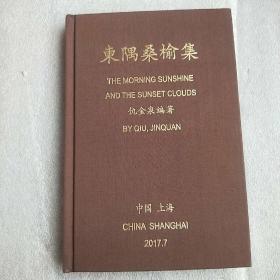 東隅桑榆集
THE MORNING SUNSHINE
AND THE SUNSET CLOUDS
仇金泉編著
BY QIU, JINQUAN
中国 上海
CHINA SHANGHAI
2017.7